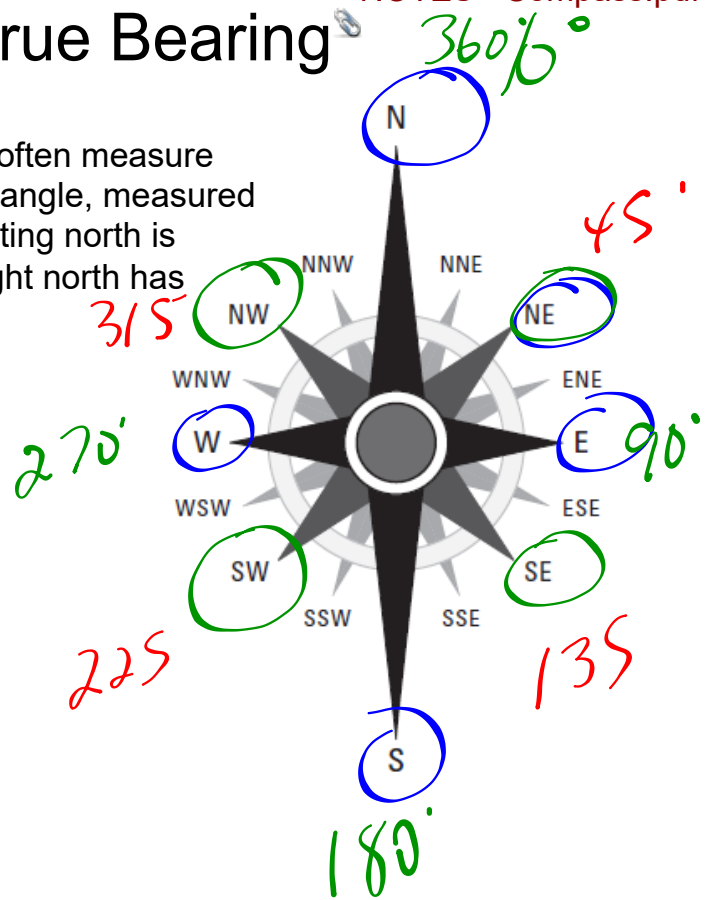 rue Bearing
360°/0°
N
often measure
angle, measured
ting north is
ght north has
45°
NNW NNE
315 NW NE
WNW ENE
270° W E 90°
WSW ESE
SW SE
SSW SSE
225 135
S
180°